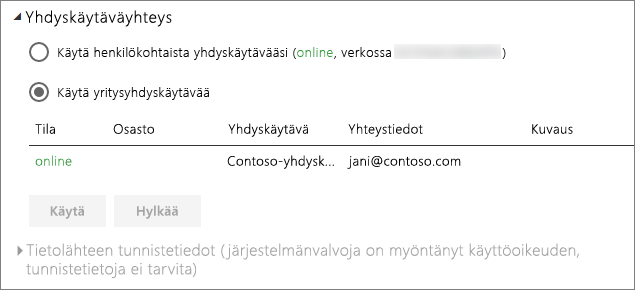 Yhdyskäytäväyhteys
Käytä henkilökohtaista yhdyskäytävääsi (online, verkossa )
Käytä yritysyhdyskäytävää
Tila Osasto Yhdyskäytävä Yhteystiedot Kuvaus
online Contoso-yhdysk... jani@contoso.com
Käytä Hylkää
Tietolähteen tunnistetiedot (järjestelmänvalvoja on myöntänyt käyttöoikeuden,
tunnistetietoja ei tarvita)